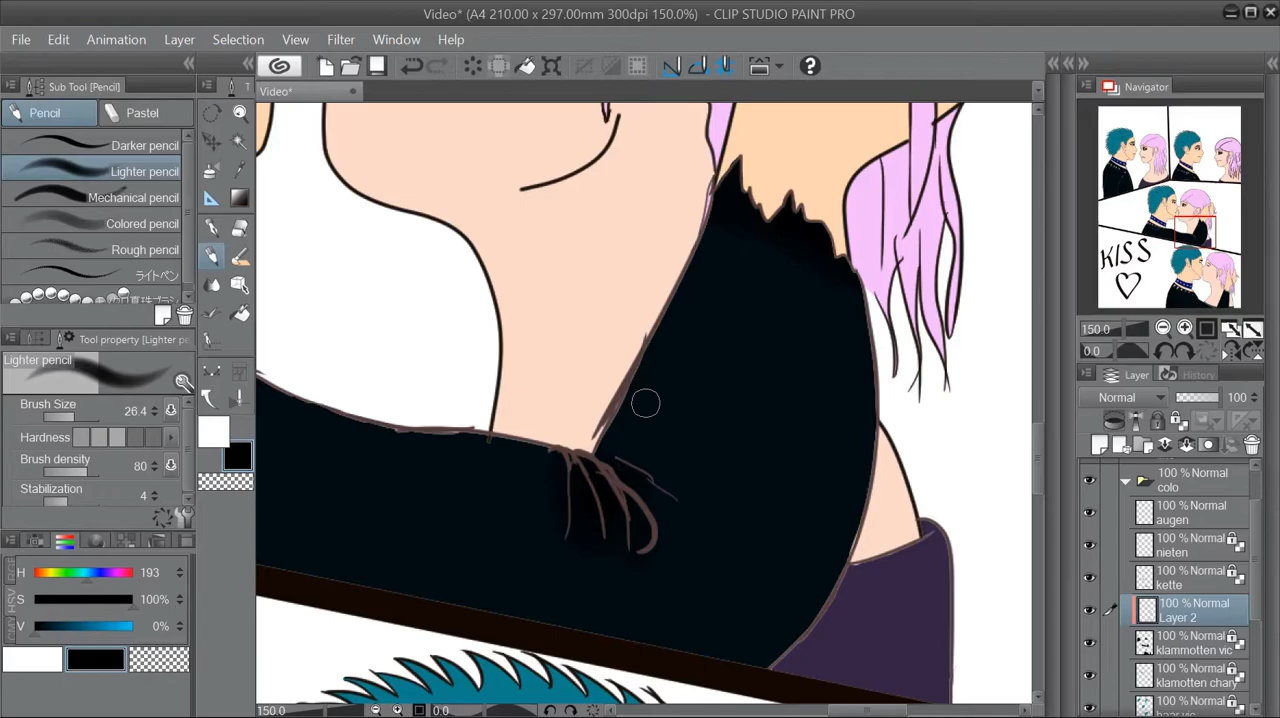 Video* (A4 210.00 x 297.00mm 300dpi 150.0%) - CLIP STUDIO PAINT PRO
File Edit Animation Layer Selection View Filter Window Help
Sub Tool [Pencil]
Pencil Pastel
Darker pencil
Lighter pencil
Mechanical pencil
Colored pencil
Rough pencil
ライトペン
Tool property [Lighter pe
Lighter pencil
Brush Size 26.4
Hardness
Brush density 80
Stabilization 4
H 193
S 100%
V 0%
T
Video*
150.0 0.0
Navigator
KISS
150.0
0.0
Layer History
Normal 100
100 % Normal
colo
100 % Normal
augen
100 % Normal
nieten
100 % Normal
kette
100 % Normal
Layer 2
100 % Normal
klammotten vic
100 % Normal
klamotten chary
100 % Normal